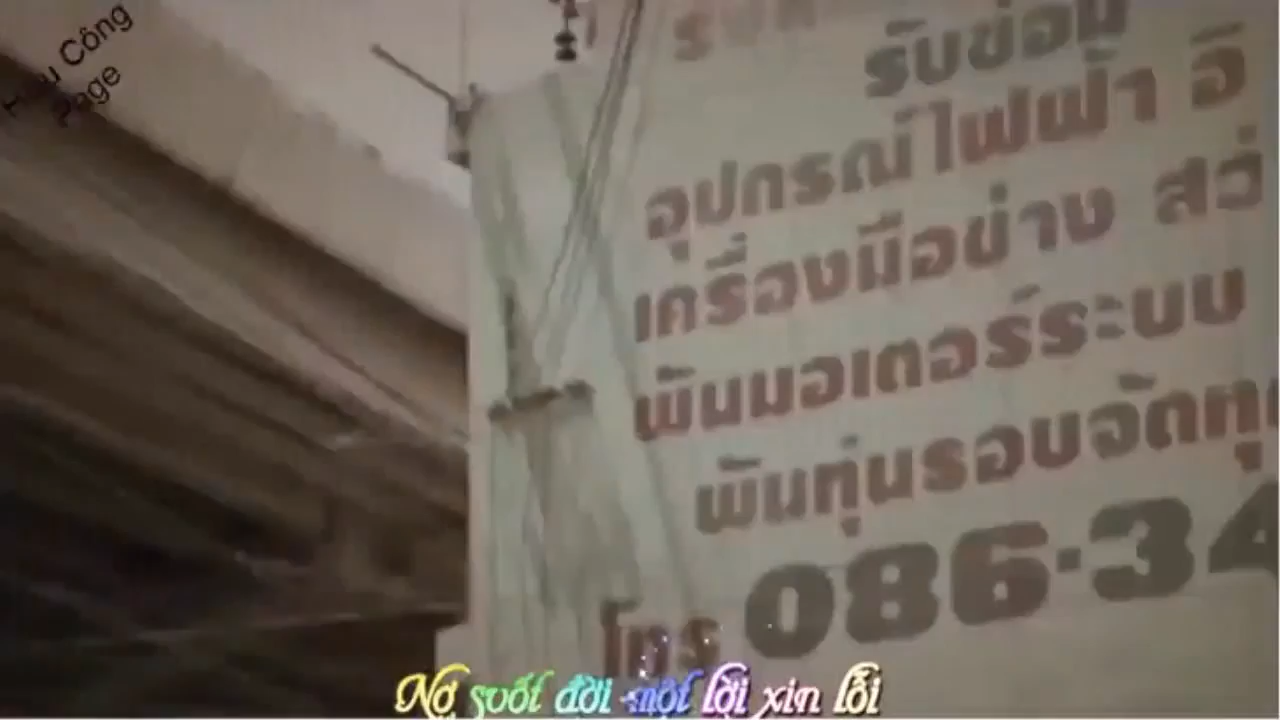 Hữu Công
Page
รับซ่อม
อุปกรณ์ไฟฟ้า อิ
เครื่องมือช่าง สว่
พันมอเตอร์ระบบ
พันทุ่นรอบจัดทุ
โทร 086-34
Nợ suốt đời một lời xin lỗi